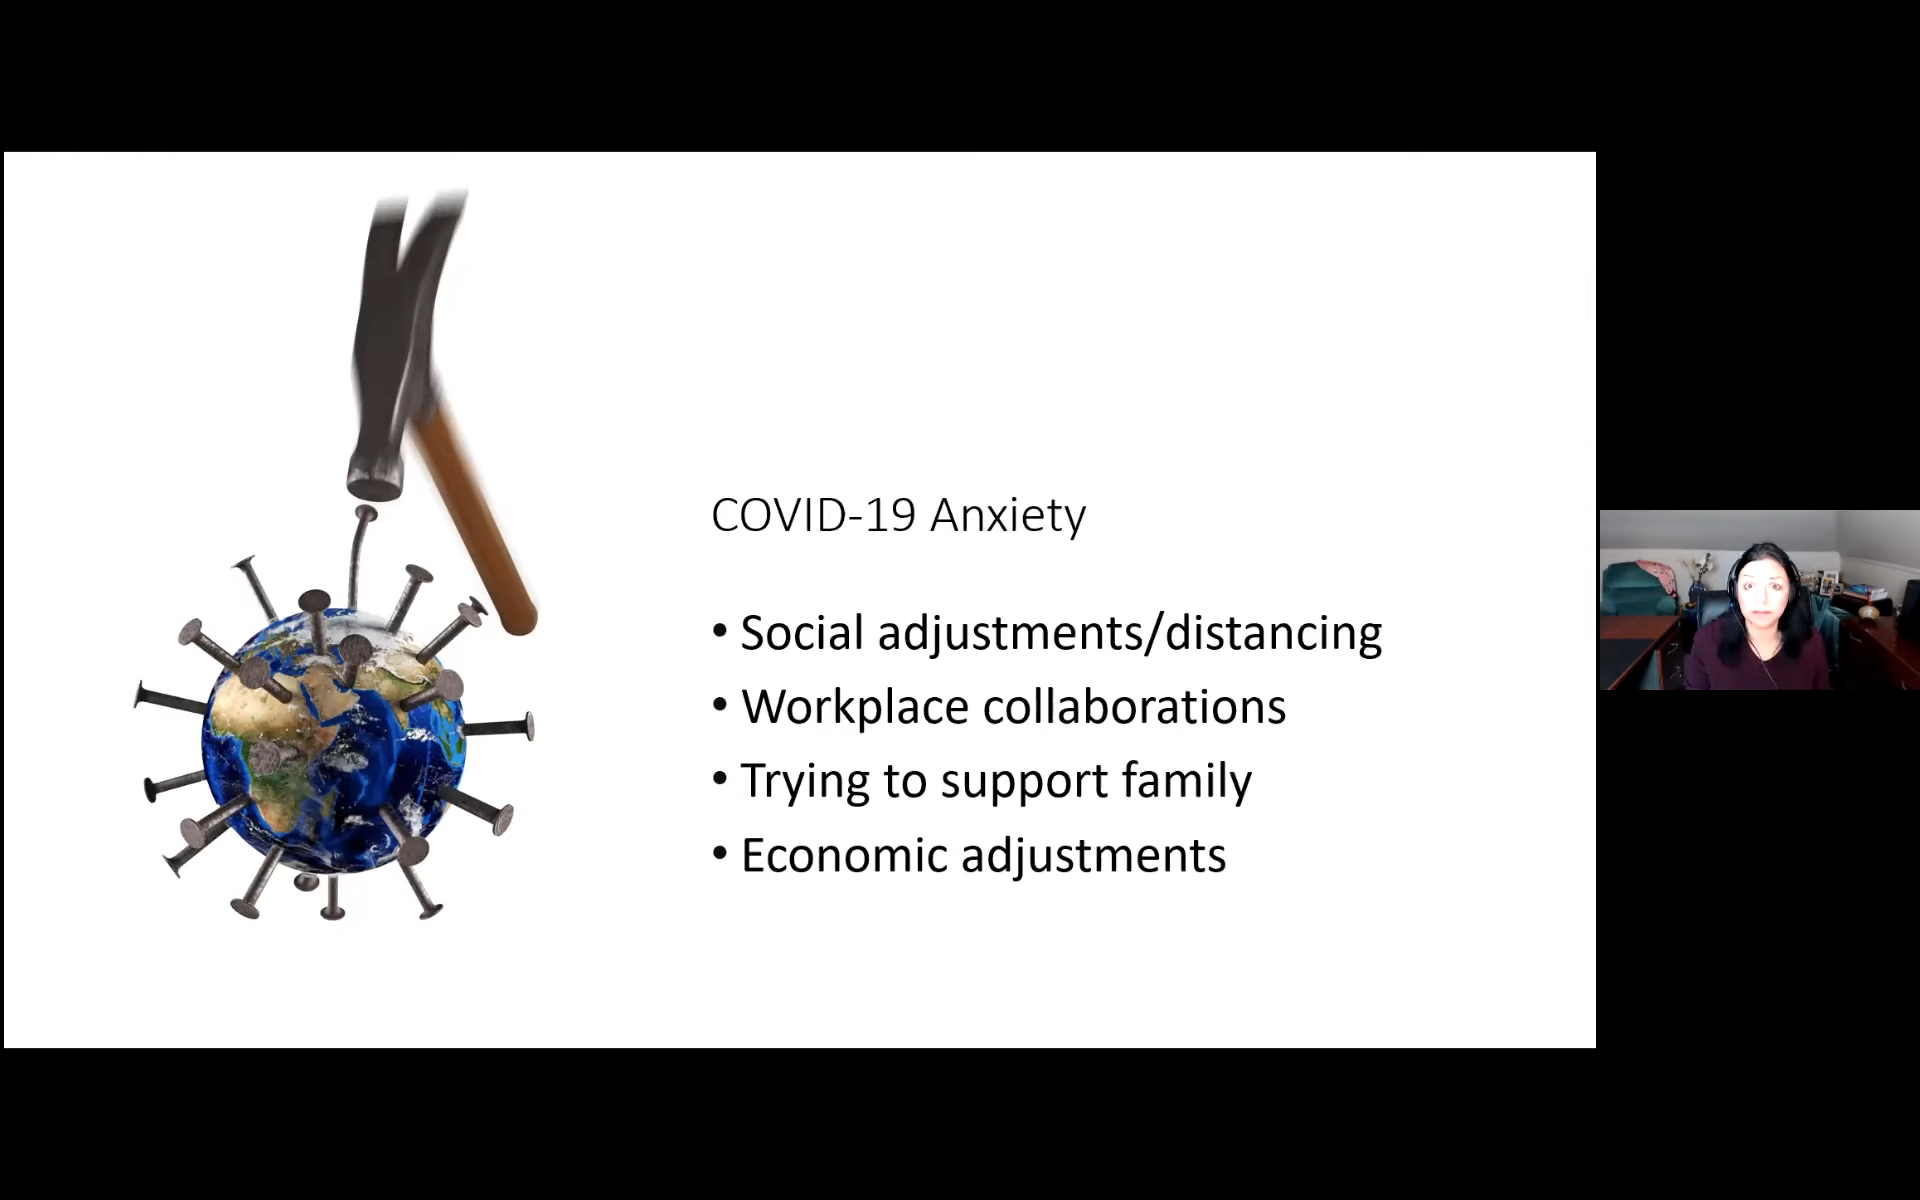 COVID-19 Anxiety
• Social adjustments/distancing
• Workplace collaborations
• Trying to support family
• Economic adjustments